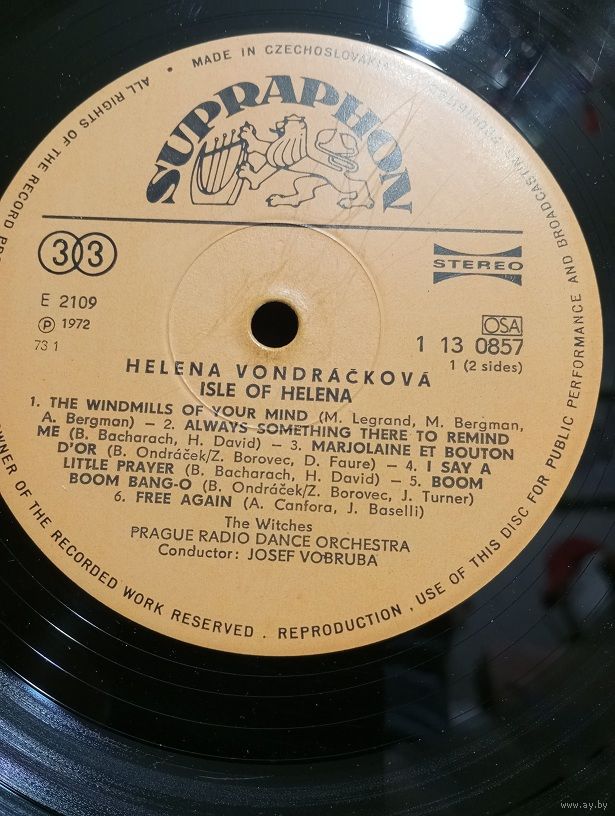 MADE IN CZECHOSLOVAKIA
SUPRAPHON
33
STEREO
E 2109
Ⓟ 1972
73 1
OSA
1 13 0857
1 (2 sides)
HELENA VONDRÁČKOVÁ
ISLE OF HELENA
1. THE WINDMILLS OF YOUR MIND (M. Legrand, M. Bergman,
A. Bergman) – 2. ALWAYS SOMETHING THERE TO REMIND
ME (B. Bacharach, H. David) – 3. MARJOLAINE ET BOUTON
D'OR (B. Ondráček/Z. Borovec, D. Faure) – 4. I SAY A
LITTLE PRAYER (B. Bacharach, H. David) – 5. BOOM
BOOM BANG-O (B. Ondráček/Z. Borovec, J. Turner)
6. FREE AGAIN (A. Canfora, J. Baselli)
The Witches
PRAGUE RADIO DANCE ORCHESTRA
Conductor: JOSEF VOBRUBA
ALL RIGHTS OF THE RECORD
OWNER OF THE RECORDED WORK RESERVED . REPRODUCTION , USE OF THIS DISC FOR PUBLIC PERFORMANCE AND BROADCASTING PROHIBITED
www.ay.by